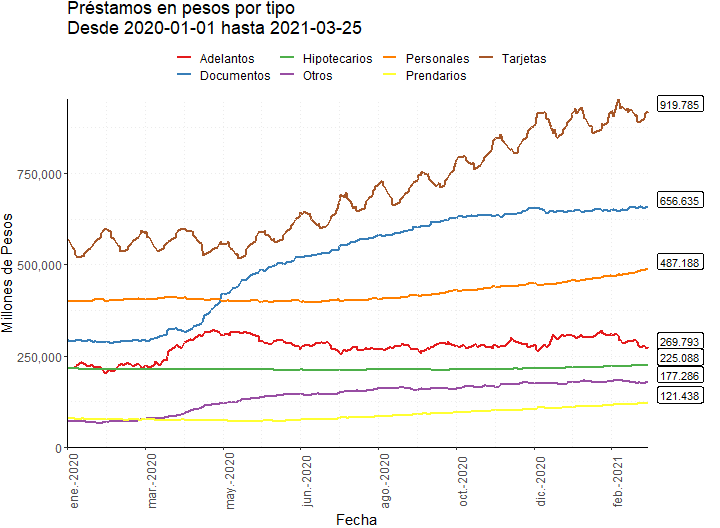 Préstamos en pesos por tipo
Desde 2020-01-01 hasta 2021-03-25
Adelantos Hipotecarios Personales Tarjetas
Documentos Otros Prendarios
919.785
750,000
656.635
500,000
487.188
269.793
250,000
225.088
177.286
121.438
0
Millones de Pesos
ene.-2020 mar.-2020 may.-2020 jun.-2020 ago.-2020 oct.-2020 dic.-2020 feb.-2021
Fecha